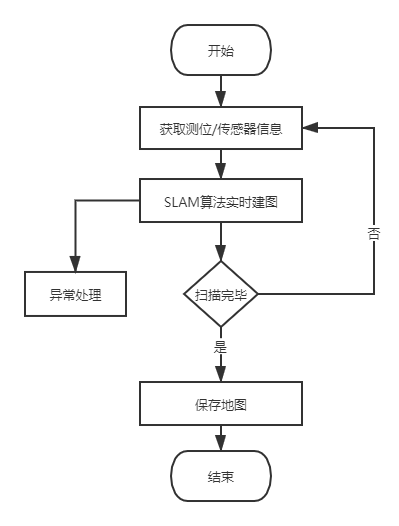 开始
获取测位/传感器信息
SLAM算法实时建图
否
异常处理
扫描完毕
是
保存地图
结束